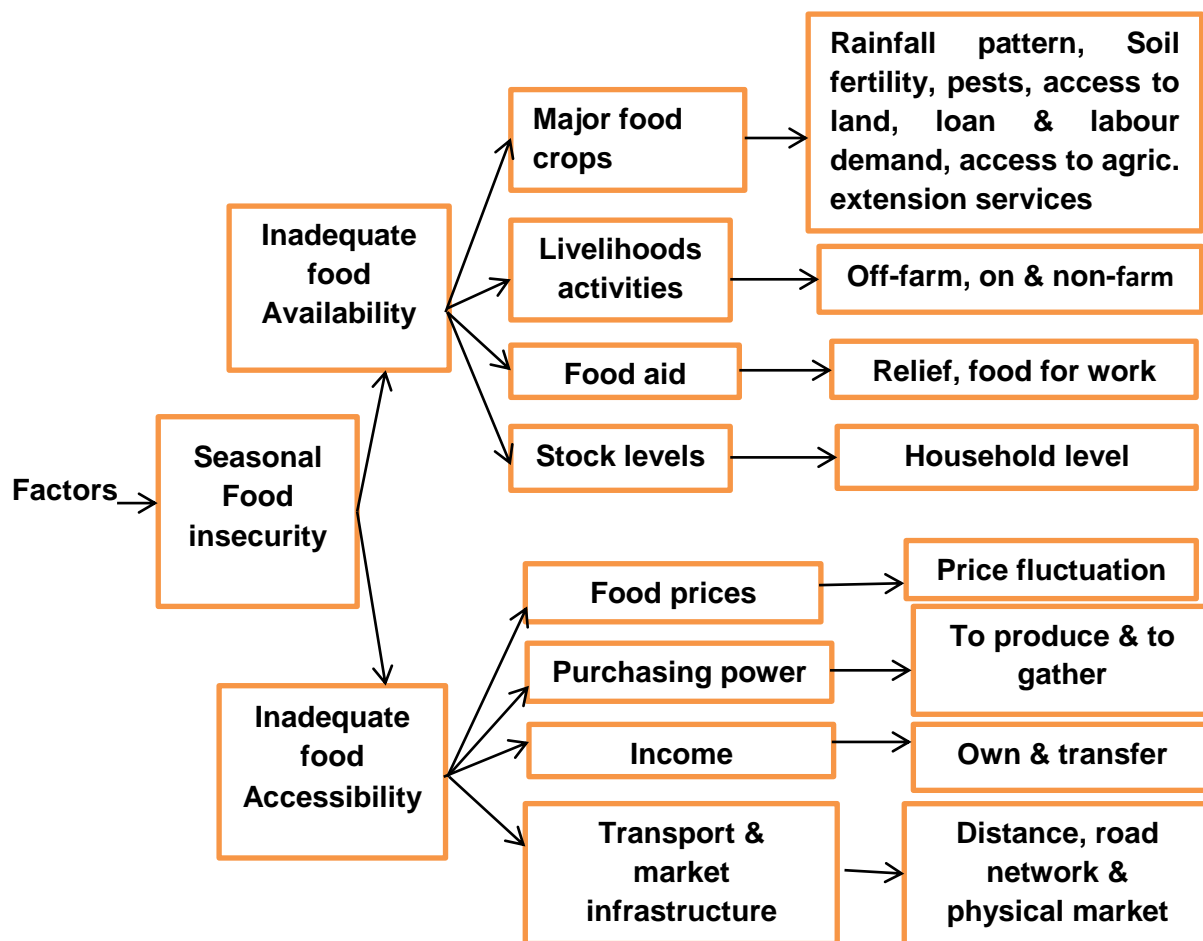 Factors
Seasonal
Food
insecurity
Inadequate
food
Availability
Major food
crops
Rainfall pattern, Soil
fertility, pests, access to
land, loan & labour
demand, access to agric.
extension services
Livelihoods
activities
Off-farm, on & non-farm
Food aid
Relief, food for work
Stock levels
Household level
Inadequate
food
Accessibility
Food prices
Price fluctuation
Purchasing power
To produce & to
gather
Income
Own & transfer
Transport &
market
infrastructure
Distance, road
network &
physical market